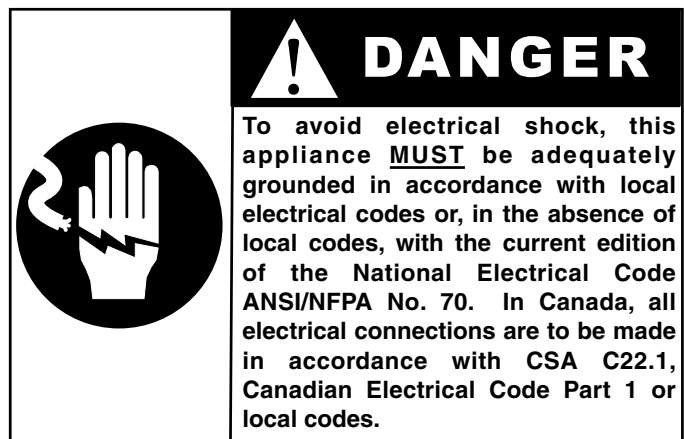 DANGER
To avoid electrical shock, this
appliance MUST be adequately
grounded in accordance with local
electrical codes or, in the absence of
local codes, with the current edition
of the National Electrical Code
ANSI/NFPA No. 70. In Canada, all
electrical connections are to be made
in accordance with CSA C22.1,
Canadian Electrical Code Part 1 or
local codes.